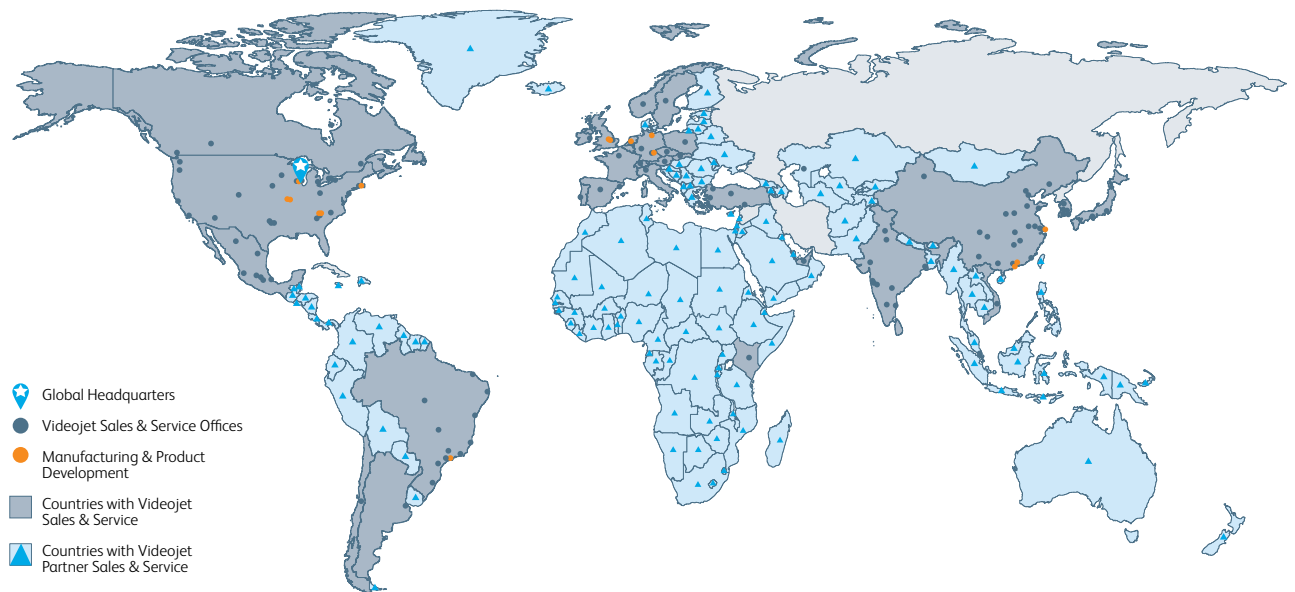 Global Headquarters
Videojet Sales & Service Offices
Manufacturing & Product
Development
Countries with Videojet
Sales & Service
Countries with Videojet
Partner Sales & Service